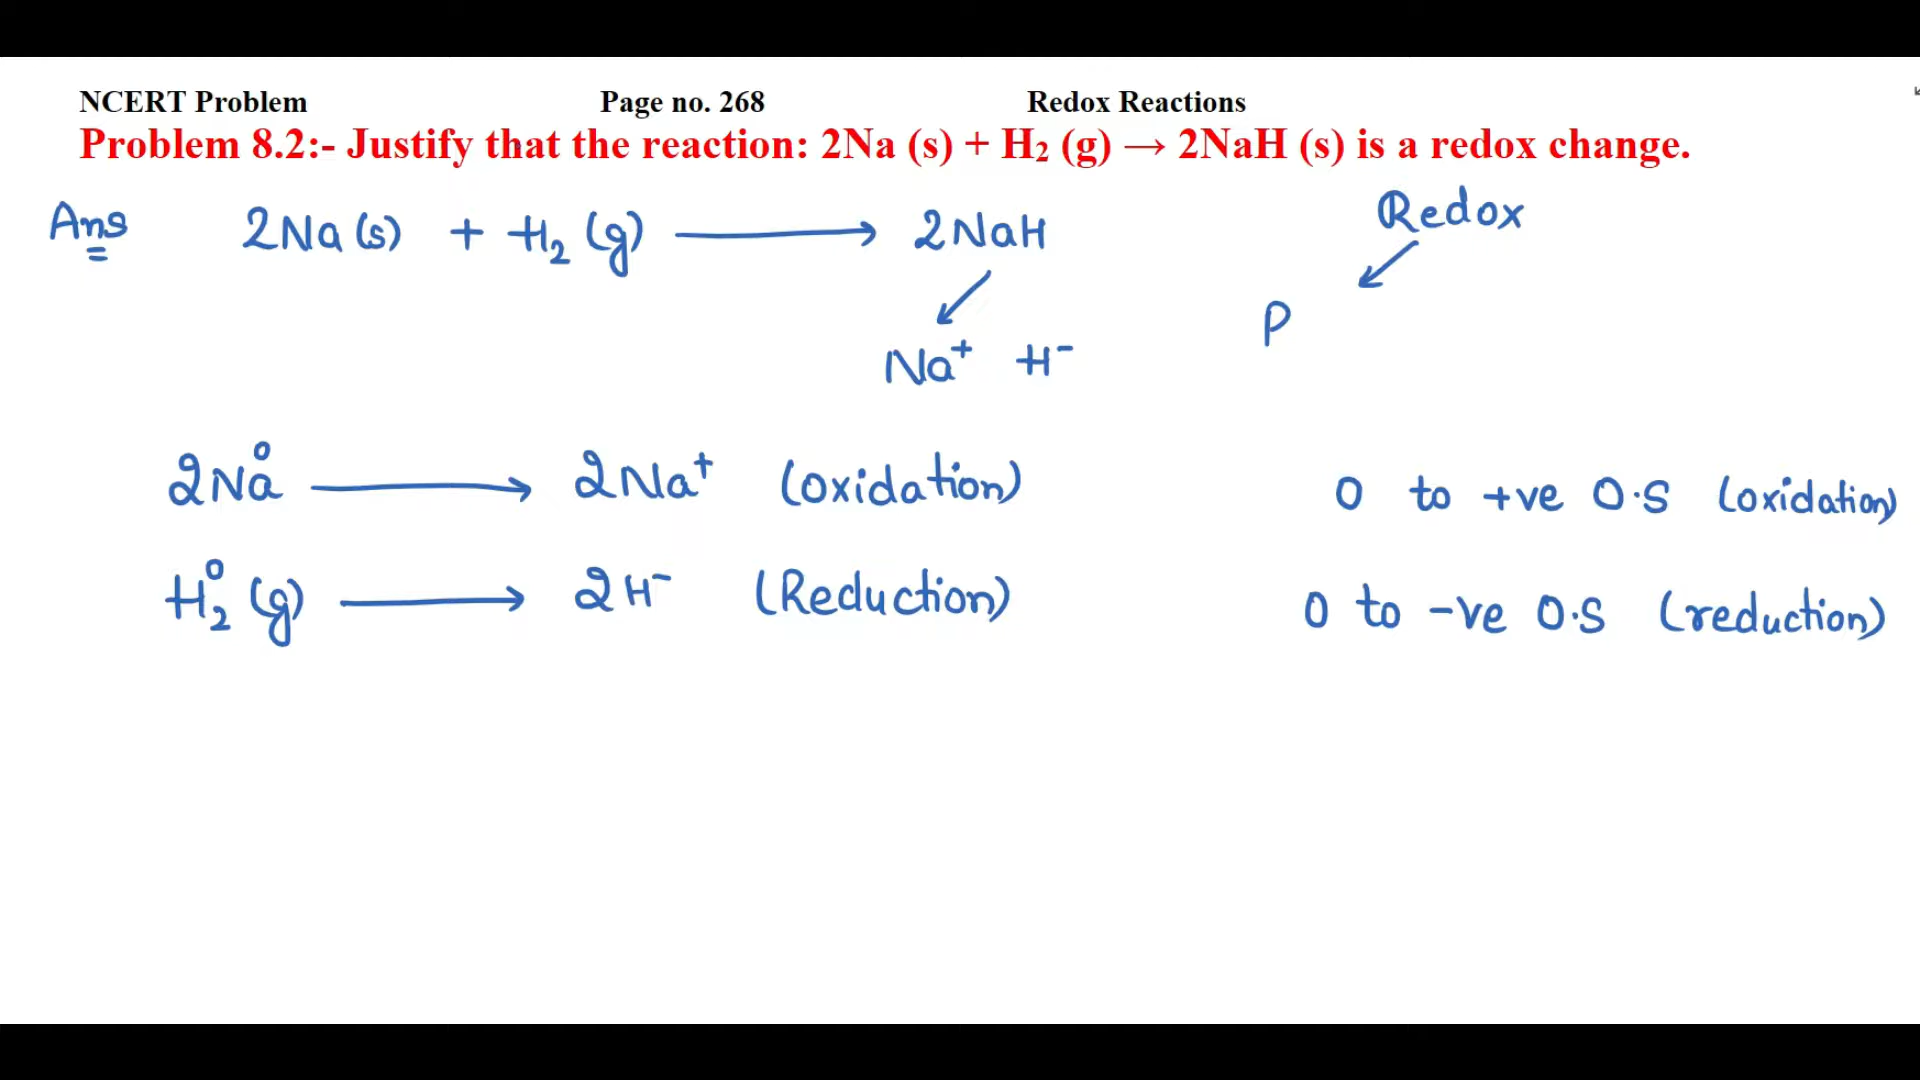 NCERT Problem Page no. 268 Redox Reactions
Problem 8.2:- Justify that the reaction: 2Na (s) + H₂ (g) → 2NaH (s) is a redox change.
Ans 2Na(s) + H₂(g) ⟶ 2NaH
Redox
P
Na⁺ H⁻
2Na⁰ ⟶ 2Na⁺ (oxidation) 0 to +ve O.S (oxidation)
H₂⁰(g) ⟶ 2H⁻ (Reduction) 0 to -ve O.S (reduction)